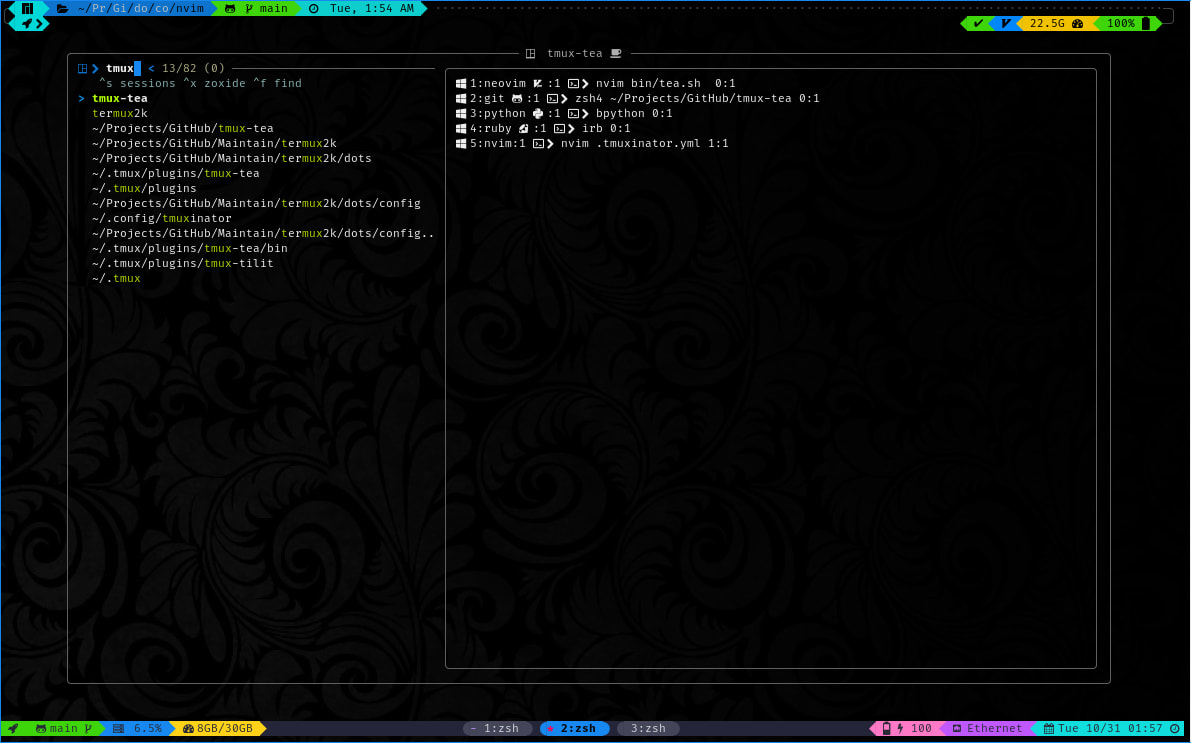 ~/Pr/Gi/do/co/nvim main Tue, 1:54 AM
22.5G 100%
tmux-tea
> tmux < 13/82 (0)
^s sessions ^x zoxide ^f find
> tmux-tea
termux2k
~/Projects/GitHub/tmux-tea
~/Projects/GitHub/Maintain/termux2k
~/Projects/GitHub/Maintain/termux2k/dots
~/.tmux/plugins/tmux-tea
~/.tmux/plugins
~/Projects/GitHub/Maintain/termux2k/dots/config
~/.config/tmuxinator
~/Projects/GitHub/Maintain/termux2k/dots/config..
~/.tmux/plugins/tmux-tea/bin
~/.tmux/plugins/tmux-tilit
~/.tmux
1:neovim :1 nvim bin/tea.sh 0:1
2:git :1 zsh4 ~/Projects/GitHub/tmux-tea 0:1
3:python :1 bpython 0:1
4:ruby :1 irb 0:1
5:nvim:1 nvim .tmuxinator.yml 1:1
main 6.5% 8GB/30GB - 1:zsh 2:zsh 3:zsh 100 Ethernet Tue 10/31 01:57